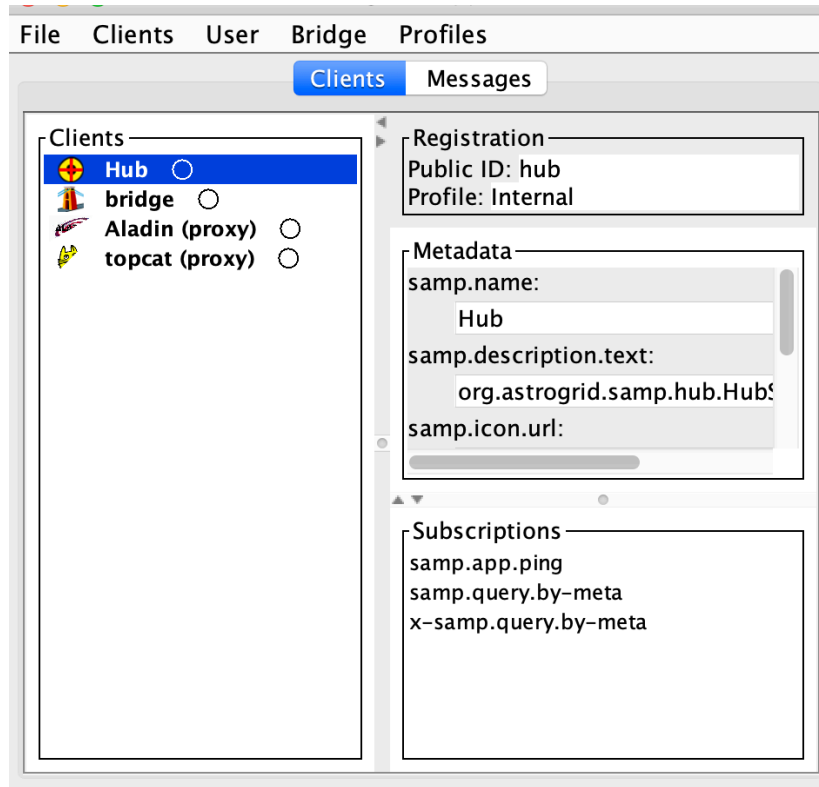 File Clients User Bridge Profiles
Clients Messages
Clients
Hub
bridge
Aladin (proxy)
topcat (proxy)
Registration
Public ID: hub
Profile: Internal
Metadata
samp.name:
Hub
samp.description.text:
org.astrogrid.samp.hub.HubS
samp.icon.url:
Subscriptions
samp.app.ping
samp.query.by-meta
x-samp.query.by-meta